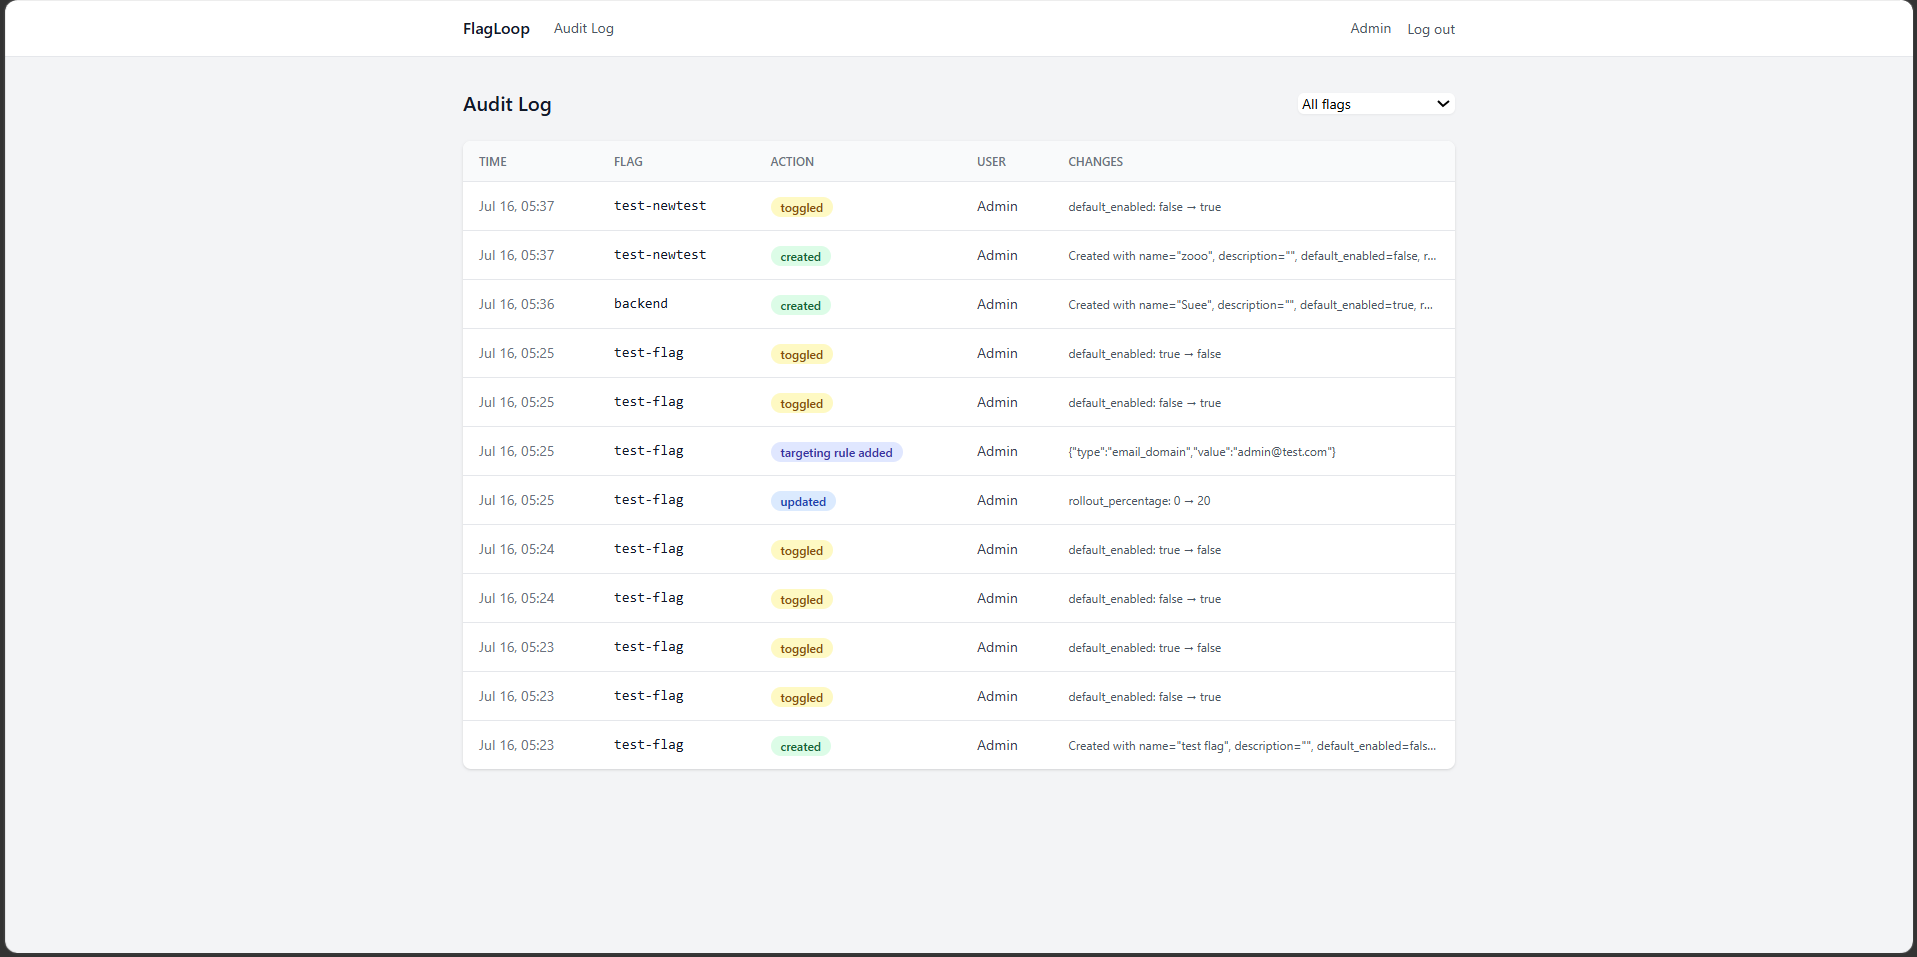 FlagLoop Audit Log Admin Log out
Audit Log All flags
TIME FLAG ACTION USER CHANGES
Jul 16, 05:37 test-newtest toggled Admin default_enabled: false → true
Jul 16, 05:37 test-newtest created Admin Created with name="zooo", description="", default_enabled=false, r...
Jul 16, 05:36 backend created Admin Created with name="Suee", description="", default_enabled=true, r...
Jul 16, 05:25 test-flag toggled Admin default_enabled: true → false
Jul 16, 05:25 test-flag toggled Admin default_enabled: false → true
Jul 16, 05:25 test-flag targeting rule added Admin {"type":"email_domain","value":"admin@test.com"}
Jul 16, 05:25 test-flag updated Admin rollout_percentage: 0 → 20
Jul 16, 05:24 test-flag toggled Admin default_enabled: true → false
Jul 16, 05:24 test-flag toggled Admin default_enabled: false → true
Jul 16, 05:23 test-flag toggled Admin default_enabled: true → false
Jul 16, 05:23 test-flag toggled Admin default_enabled: false → true
Jul 16, 05:23 test-flag created Admin Created with name="test flag", description="", default_enabled=fals...